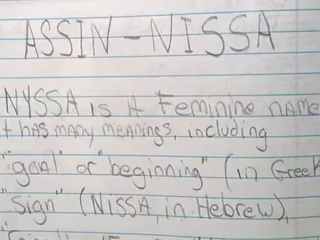 ASSIN-NISSA
NYSSA is A Feminine NAME
+ HAS MANY MeANiNgs, including
"goal" or "beginning" (in Greek
"Sign" (NISSA, in Hebrew),